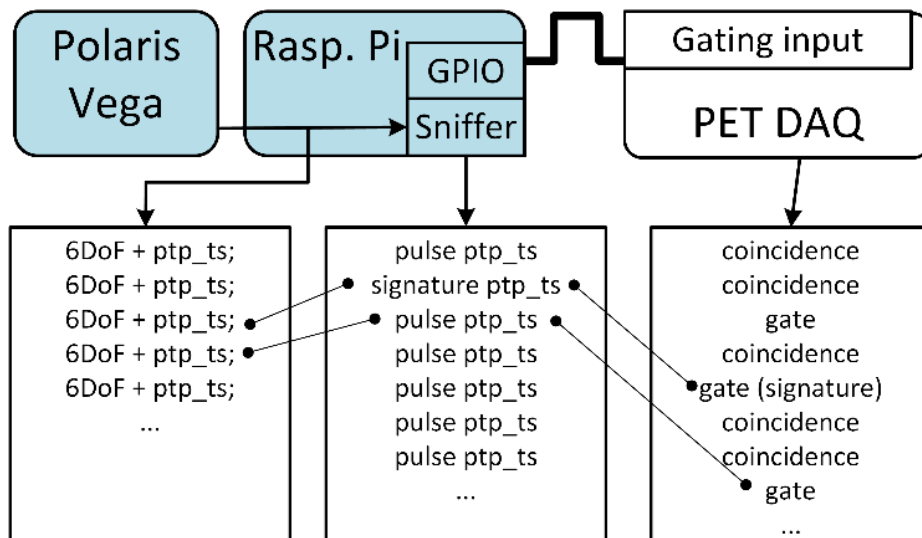 Polaris
Vega
Rasp. Pi
GPIO
Sniffer
Gating input
PET DAQ
6DoF + ptp_ts;
6DoF + ptp_ts;
6DoF + ptp_ts;
6DoF + ptp_ts;
6DoF + ptp_ts;
...
pulse ptp_ts
signature ptp_ts
pulse ptp_ts
pulse ptp_ts
pulse ptp_ts
pulse ptp_ts
pulse ptp_ts
...
coincidence
coincidence
gate
coincidence
gate (signature)
coincidence
coincidence
gate
...